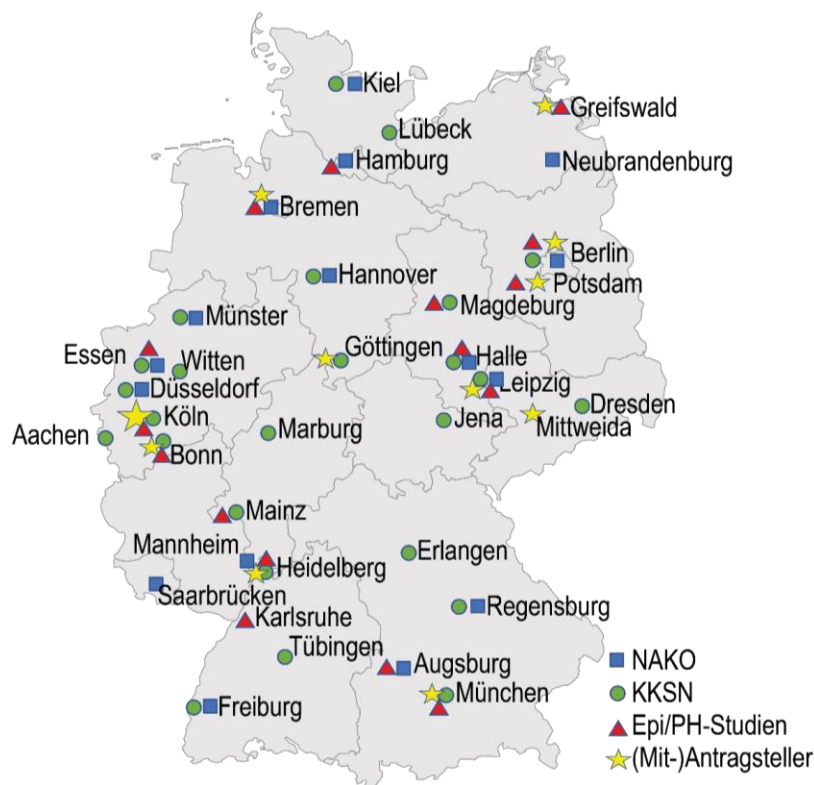 Kiel
Greifswald
Lübeck
Hamburg
Neubrandenburg
Bremen
Berlin
Hannover
Potsdam
Magdeburg
Münster
Göttingen
Essen
Witten
Halle
Düsseldorf
Leipzig
Köln
Dresden
Aachen
Marburg
Jena
Mittweida
Bonn
Mainz
Mannheim
Erlangen
Heidelberg
Saarbrücken
Regensburg
Karlsruhe
Tübingen
Augsburg
NAKO
München
KKSN
Freiburg
Epi/PH-Studien
(Mit-)Antragsteller